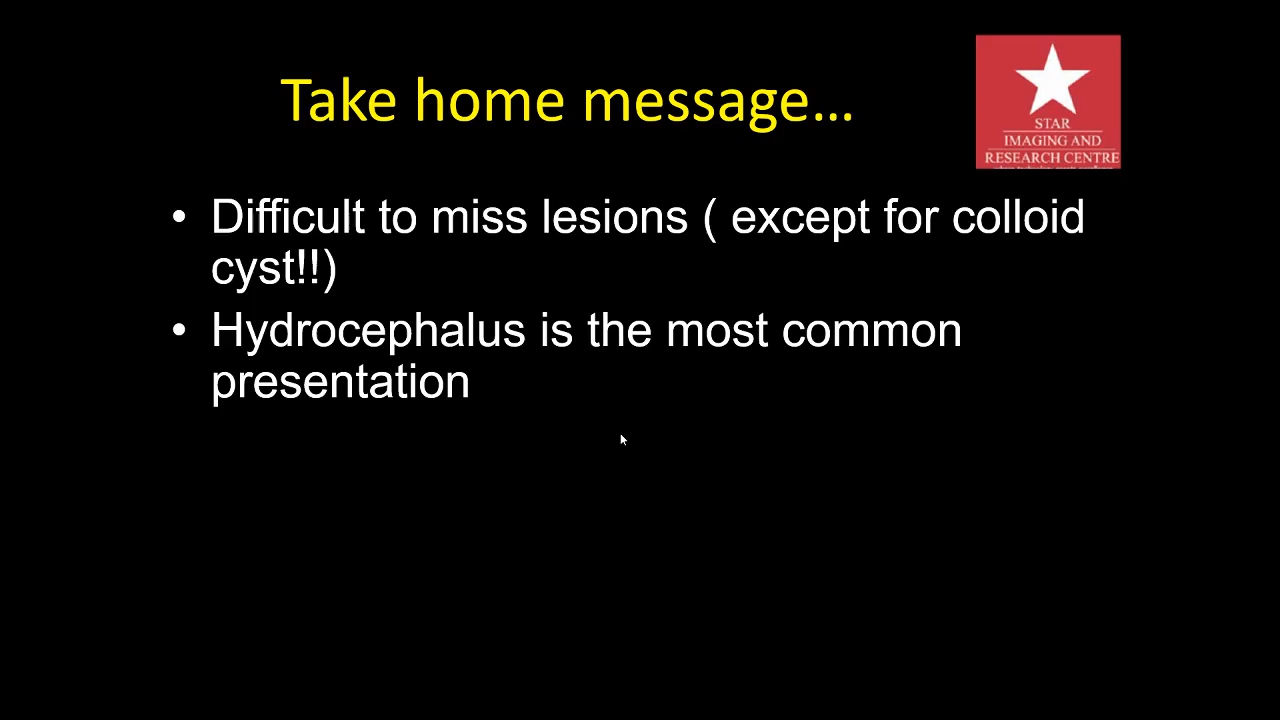 Take home message...
STAR
IMAGING AND
RESEARCH CENTRE
• Difficult to miss lesions ( except for colloid
cyst!!)
• Hydrocephalus is the most common
presentation